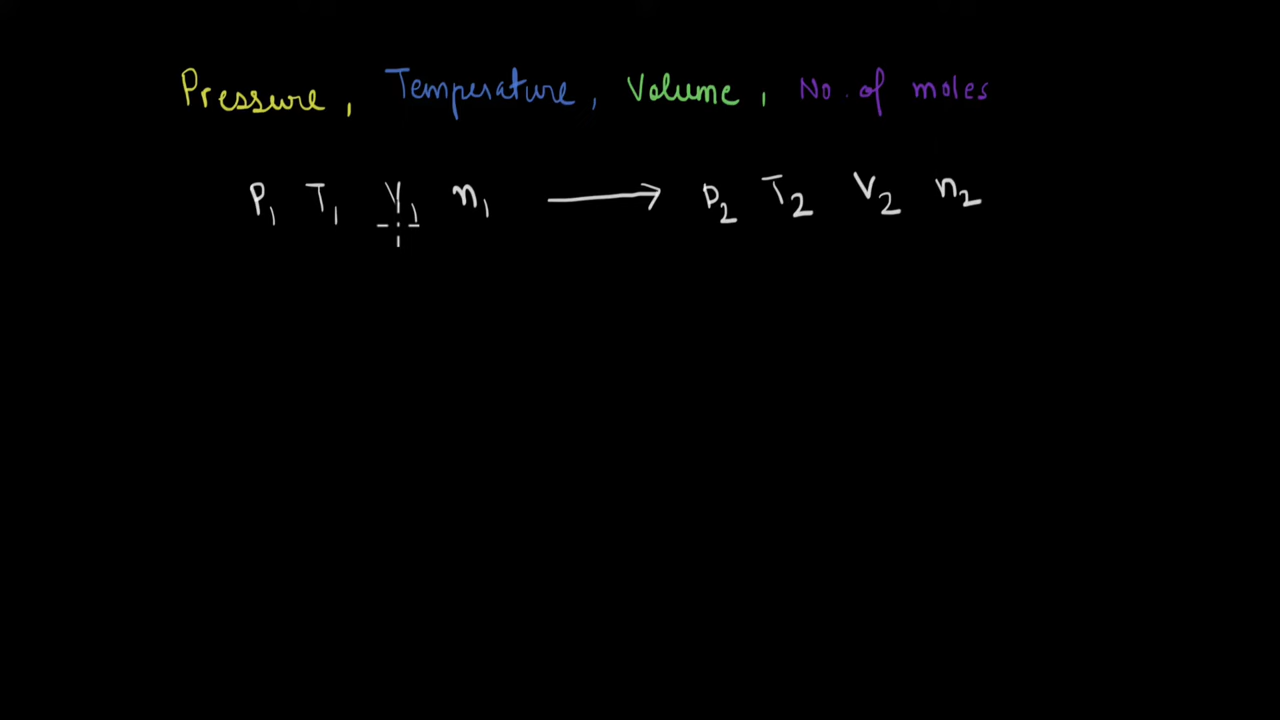 Pressure, Temperature, Volume, No. of moles
P₁ T₁ V₁ n₁ → P₂ T₂ V₂ n₂